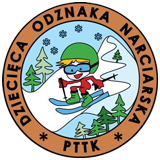 DZIECIĘCA ODZNAKA NARCIARSKA
PTTK